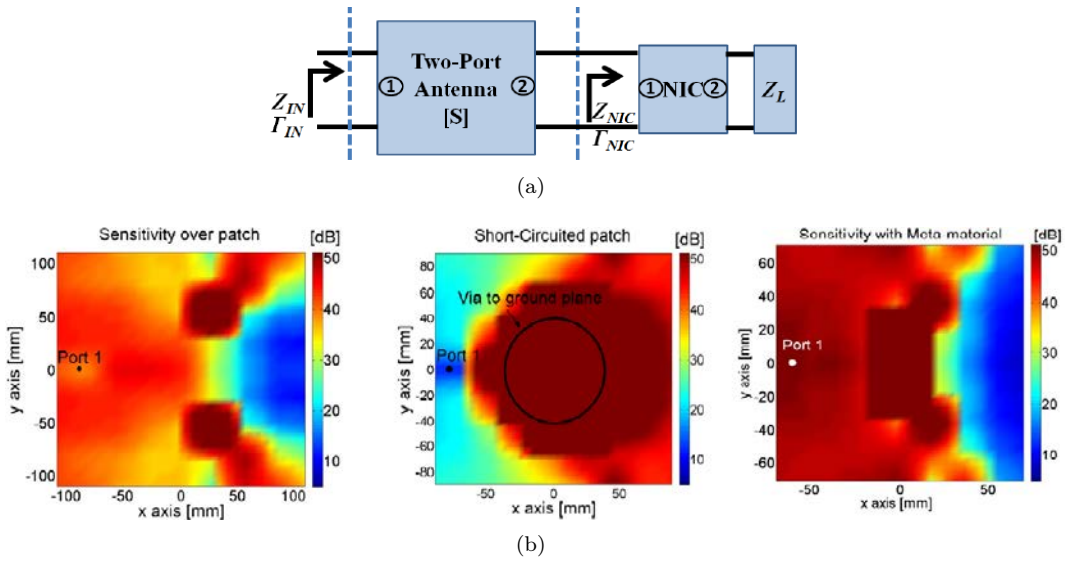 Two-Port
Antenna
[S]
① ②
Z_IN
Γ_IN
Z_NIC
Γ_NIC
①NIC②
Z_L
(a)
Sensitivity over patch [dB]
100
50
0
-50
-100
y axis [mm]
Port 1
-100 -50 0 50 100
x axis [mm]
50
40
30
20
10
Short-Circuited patch [dB]
80
60
40
20
0
-20
-40
-60
-80
y axis [mm]
Via to ground plane
Port 1
-50 0 50
x axis [mm]
50
40
30
20
10
Sensitivity with Meta-material [dB]
60
40
20
0
-20
-40
-60
y axis [mm]
Port 1
-50 0 50
x axis [mm]
50
40
30
20
10
(b)